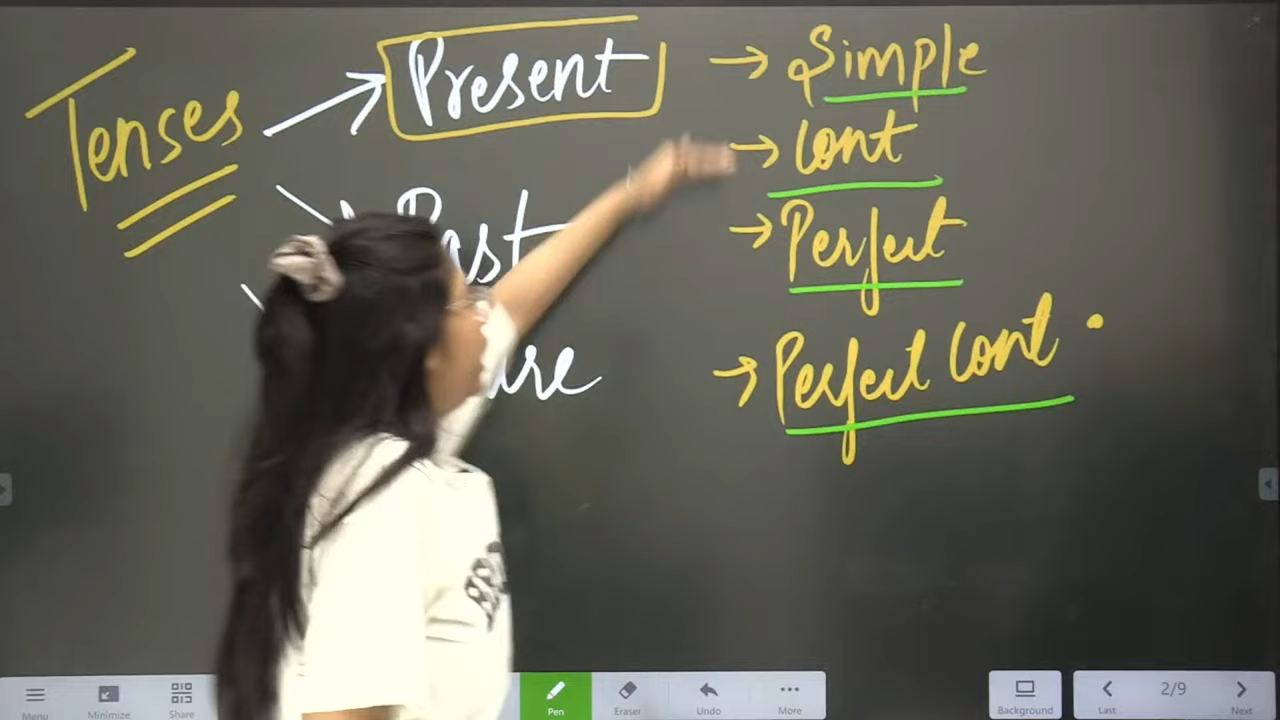 Tenses → Present → Simple
→ Cont
Past
→ Perfect
→ Perfect Cont.
Menu Minimize Share Pen Eraser Undo More Background Last 2/9 Next